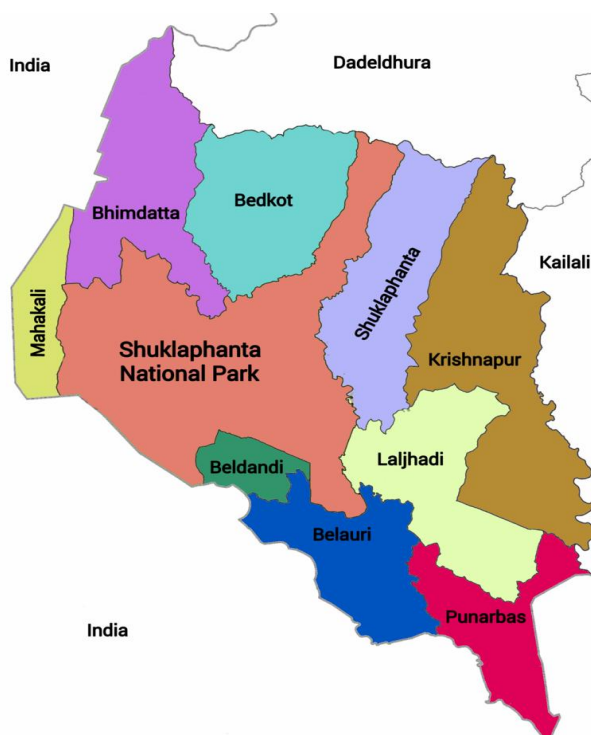 India
Dadeldhura
Bedkot
Bhimdatta
Kailali
Mahakali
Shuklaphanta
Shuklaphanta
National Park
Krishnapur
Laljhadi
Beldandi
Belauri
Punarbas
India